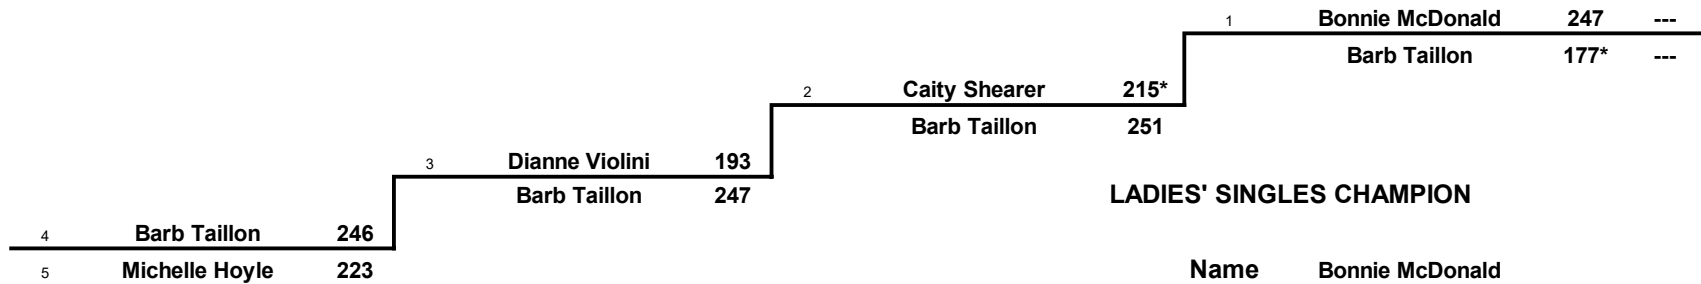 1 Bonnie McDonald 247 ---
Barb Taillon 177* ---
2 Caity Shearer 215*
Barb Taillon 251
3 Dianne Violini 193
Barb Taillon 247
LADIES' SINGLES CHAMPION
4 Barb Taillon 246
5 Michelle Hoyle 223
Name Bonnie McDonald